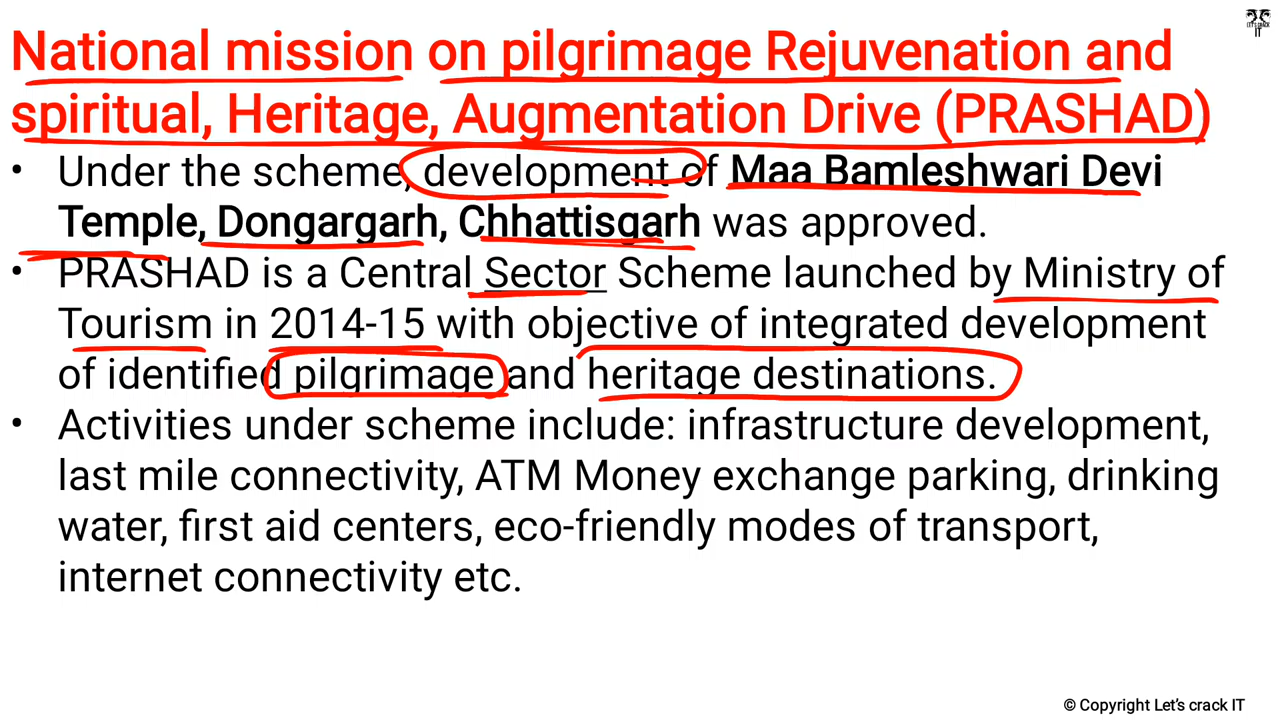 LET'S CRACK
IT
National mission on pilgrimage Rejuvenation and
spiritual, Heritage, Augmentation Drive (PRASHAD)
• Under the scheme, development of Maa Bamleshwari Devi
Temple, Dongargarh, Chhattisgarh was approved.
• PRASHAD is a Central Sector Scheme launched by Ministry of
Tourism in 2014-15 with objective of integrated development
of identified pilgrimage and heritage destinations.
• Activities under scheme include: infrastructure development,
last mile connectivity, ATM Money exchange parking, drinking
water, first aid centers, eco-friendly modes of transport,
internet connectivity etc.
© Copyright Let's crack IT